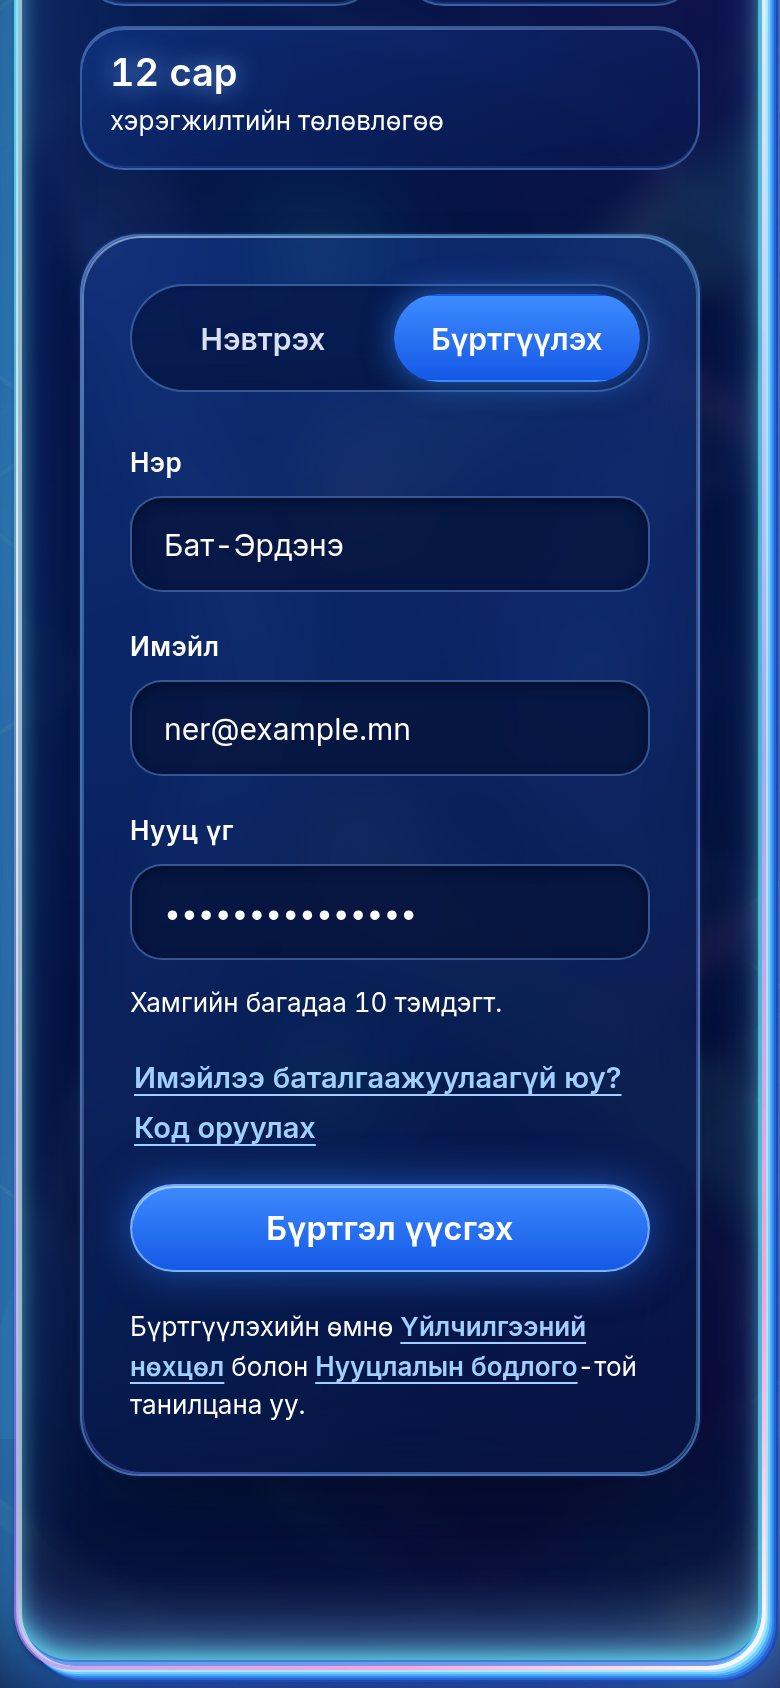 12 сар
хэрэгжилтийн төлөвлөгөө
Нэвтрэх
Бүртгүүлэх
Нэр
Бат-Эрдэнэ
Имэйл
ner@example.mn
Нууц үг
•••••••••••••••
Хамгийн багадаа 10 тэмдэгт.
Имэйлээ баталгаажуулаагүй юу?
Код оруулах
Бүртгэл үүсгэх
Бүртгүүлэхийн өмнө Үйлчилгээний
нөхцөл болон Нууцлалын бодлого-той
танилцана уу.